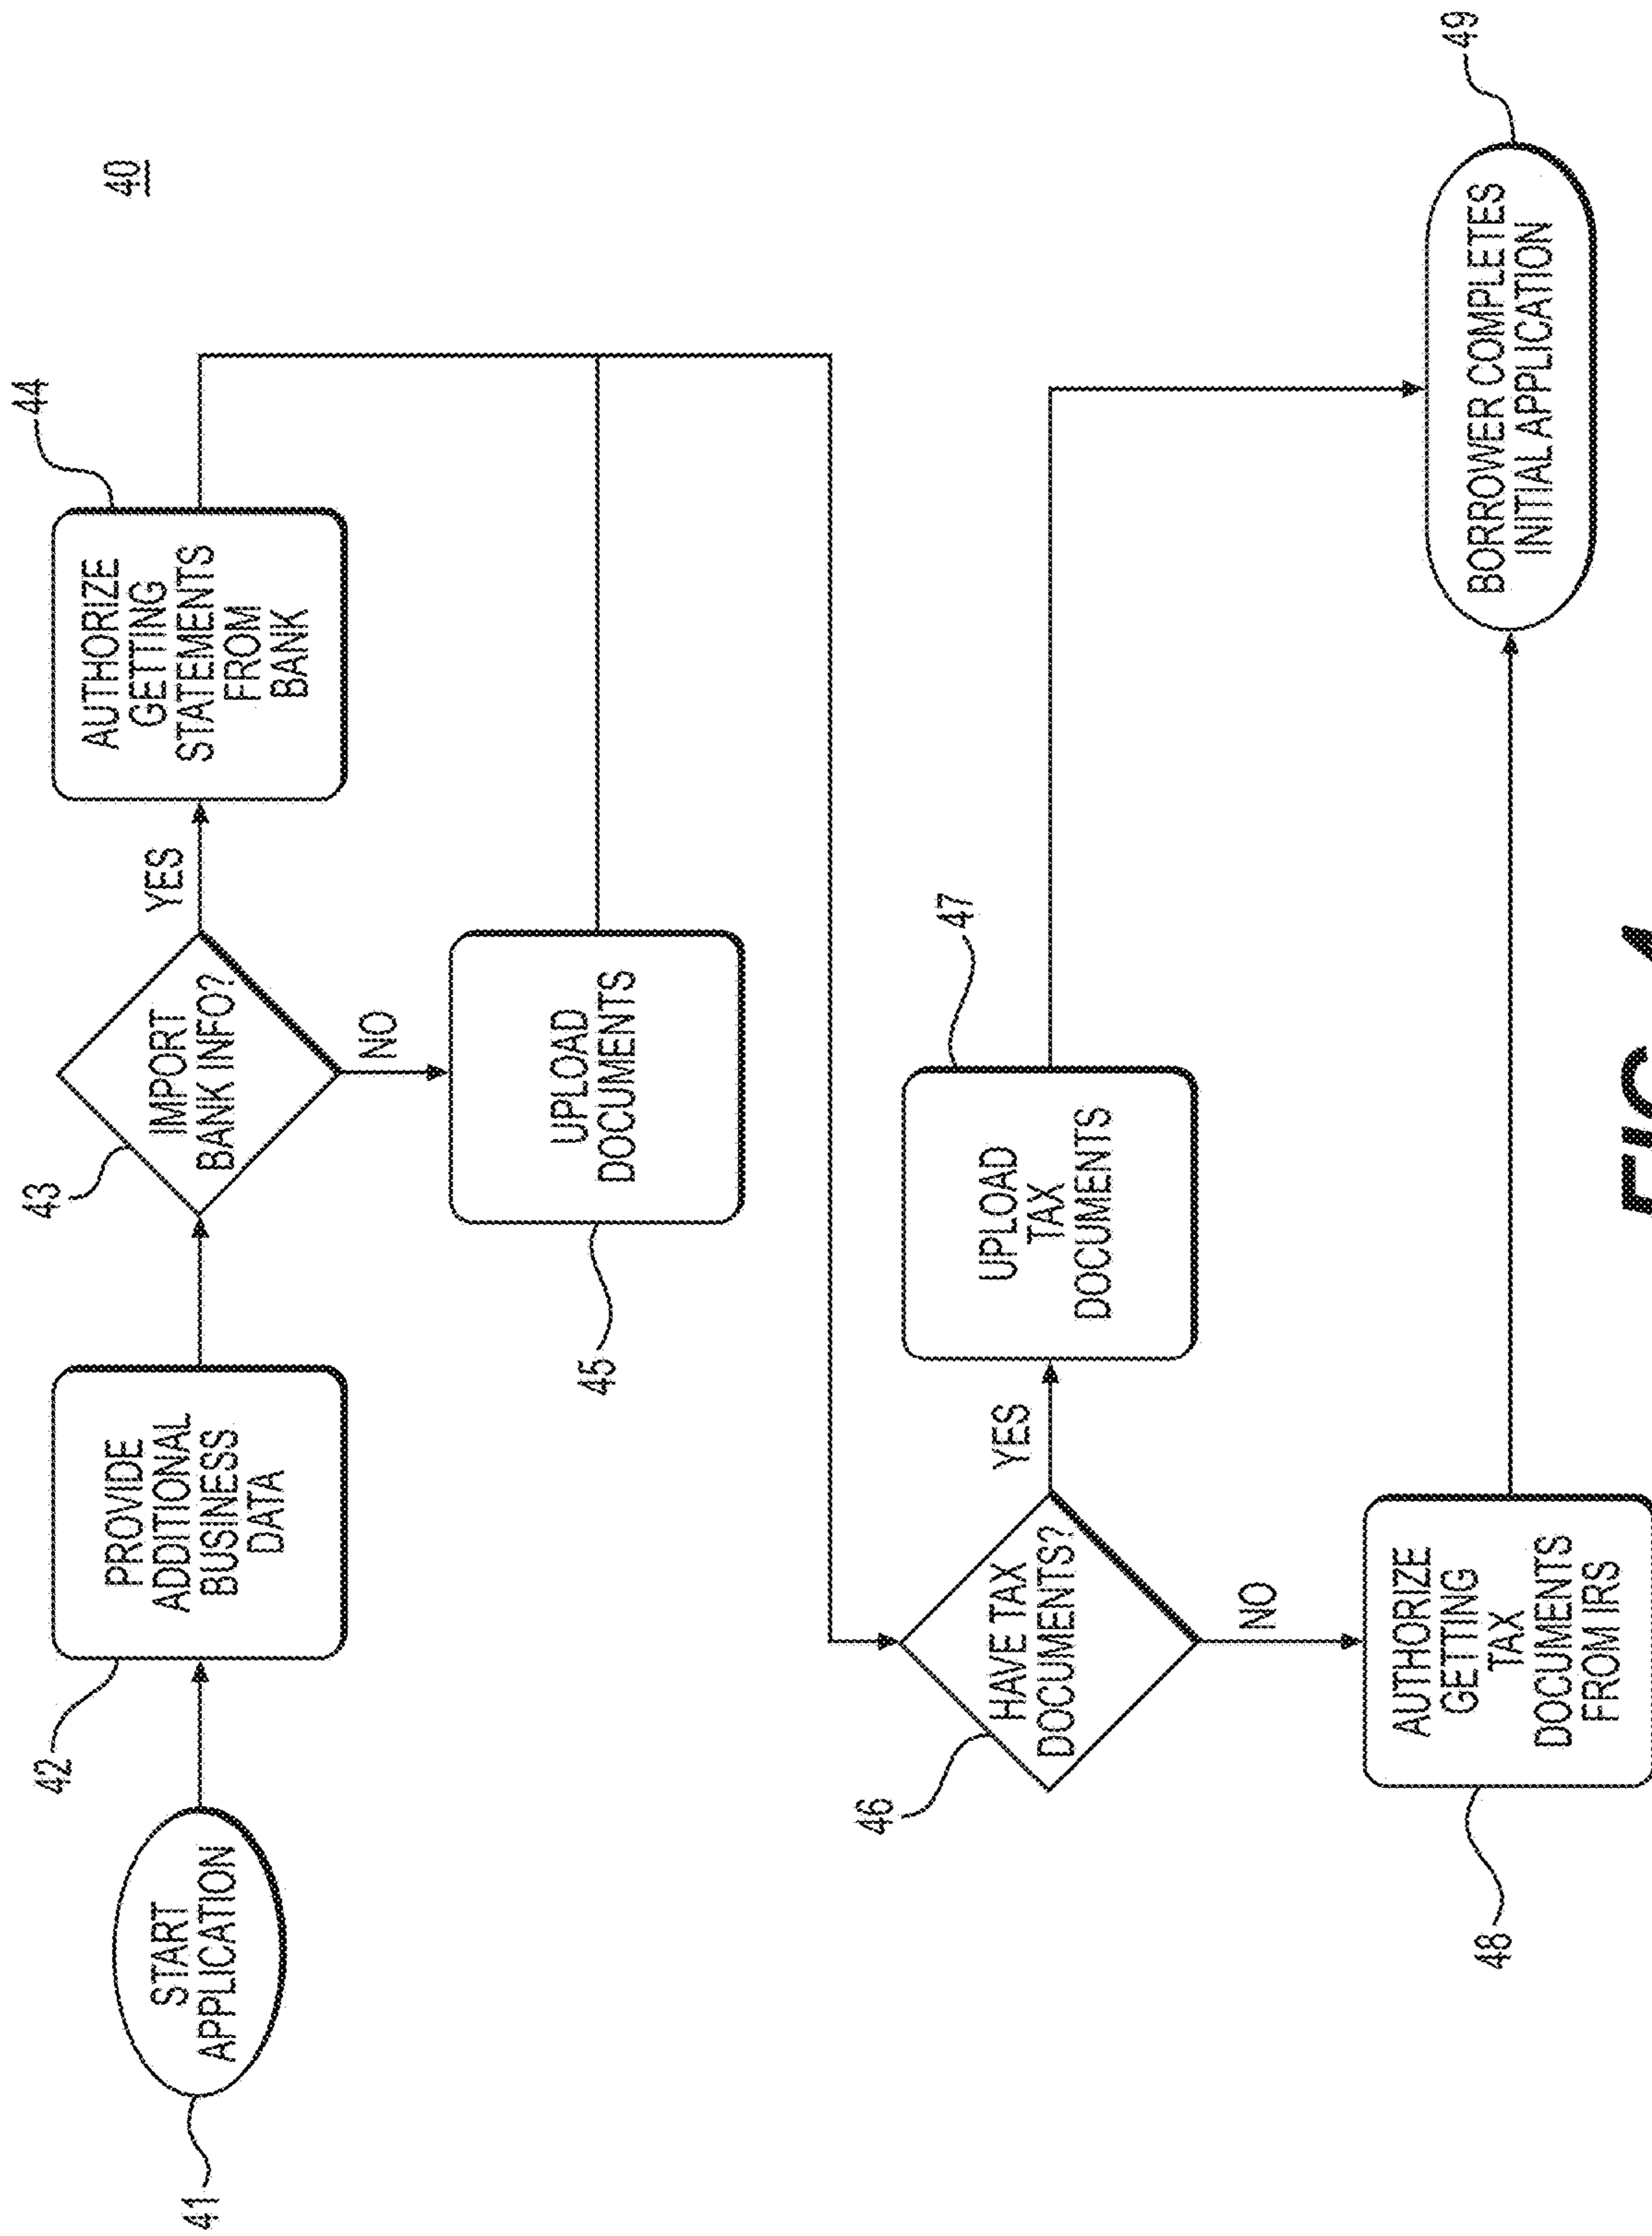 40
41
START
APPLICATION
42
PROVIDE
ADDITIONAL
BUSINESS
DATA
43
IMPORT
BANK INFO?
YES
44
AUTHORIZE
GETTING
STATEMENTS
FROM
BANK
NO
45
UPLOAD
DOCUMENTS
46
HAVE TAX
DOCUMENTS?
YES
47
UPLOAD
TAX
DOCUMENTS
NO
48
AUTHORIZE
GETTING
TAX
DOCUMENTS
FROM IRS
49
BORROWER COMPLETES
INITIAL APPLICATION